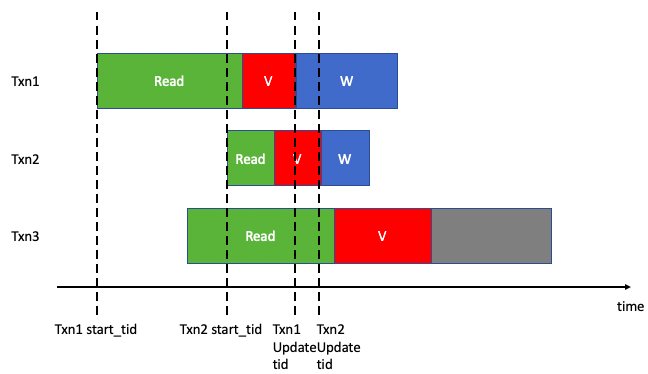 Txn1
Read
V
W
Txn2
Read
V
W
Txn3
Read
V
time
Txn1 start_tid
Txn2 start_tid
Txn1
Update
tid
Txn2
Update
tid